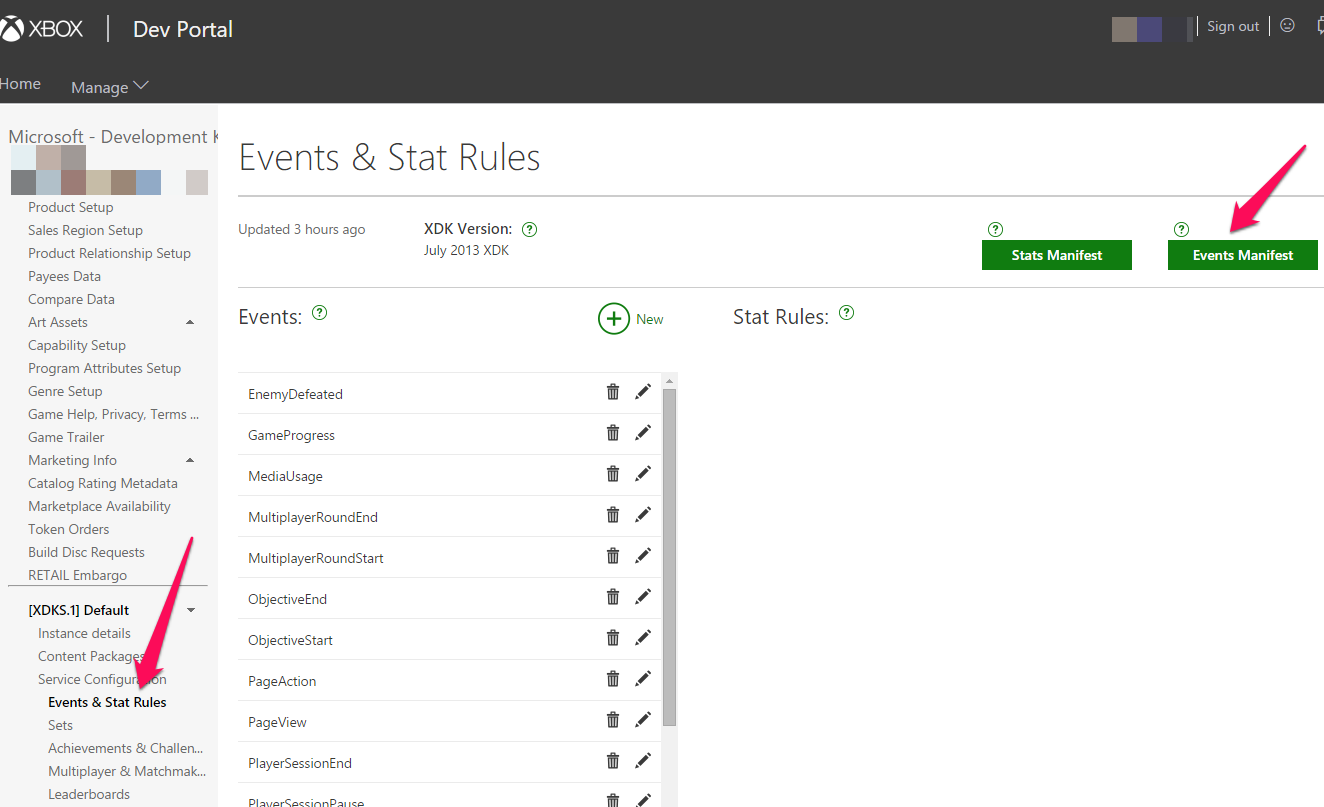 XBOX
Dev Portal
Sign out
Home
Manage
Microsoft - Development K
Product Setup
Sales Region Setup
Product Relationship Setup
Payees Data
Compare Data
Art Assets
Capability Setup
Program Attributes Setup
Genre Setup
Game Help, Privacy, Terms ...
Game Trailer
Marketing Info
Catalog Rating Metadata
Marketplace Availability
Token Orders
Build Disc Requests
RETAIL Embargo
[XDKS.1] Default
Instance details
Content Packages
Service Configuration
Events & Stat Rules
Sets
Achievements & Challen...
Multiplayer & Matchmak...
Leaderboards
Events & Stat Rules
Updated 3 hours ago
XDK Version: ?
July 2013 XDK
?
Stats Manifest
?
Events Manifest
Events: ?
New
Stat Rules: ?
EnemyDefeated
GameProgress
MediaUsage
MultiplayerRoundEnd
MultiplayerRoundStart
ObjectiveEnd
ObjectiveStart
PageAction
PageView
PlayerSessionEnd
PlayerSessionPause